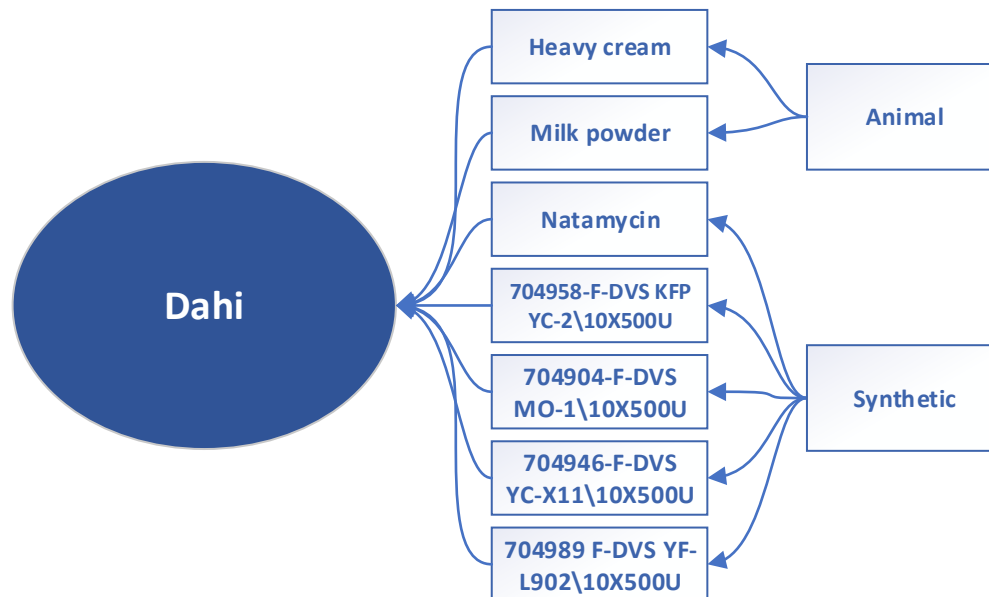 Heavy cream
Animal
Milk powder
Natamycin
Dahi
704958-F-DVS KFP
YC-2\10X500U
704904-F-DVS
MO-1\10X500U
Synthetic
704946-F-DVS
YC-X11\10X500U
704989 F-DVS YF-
L902\10X500U